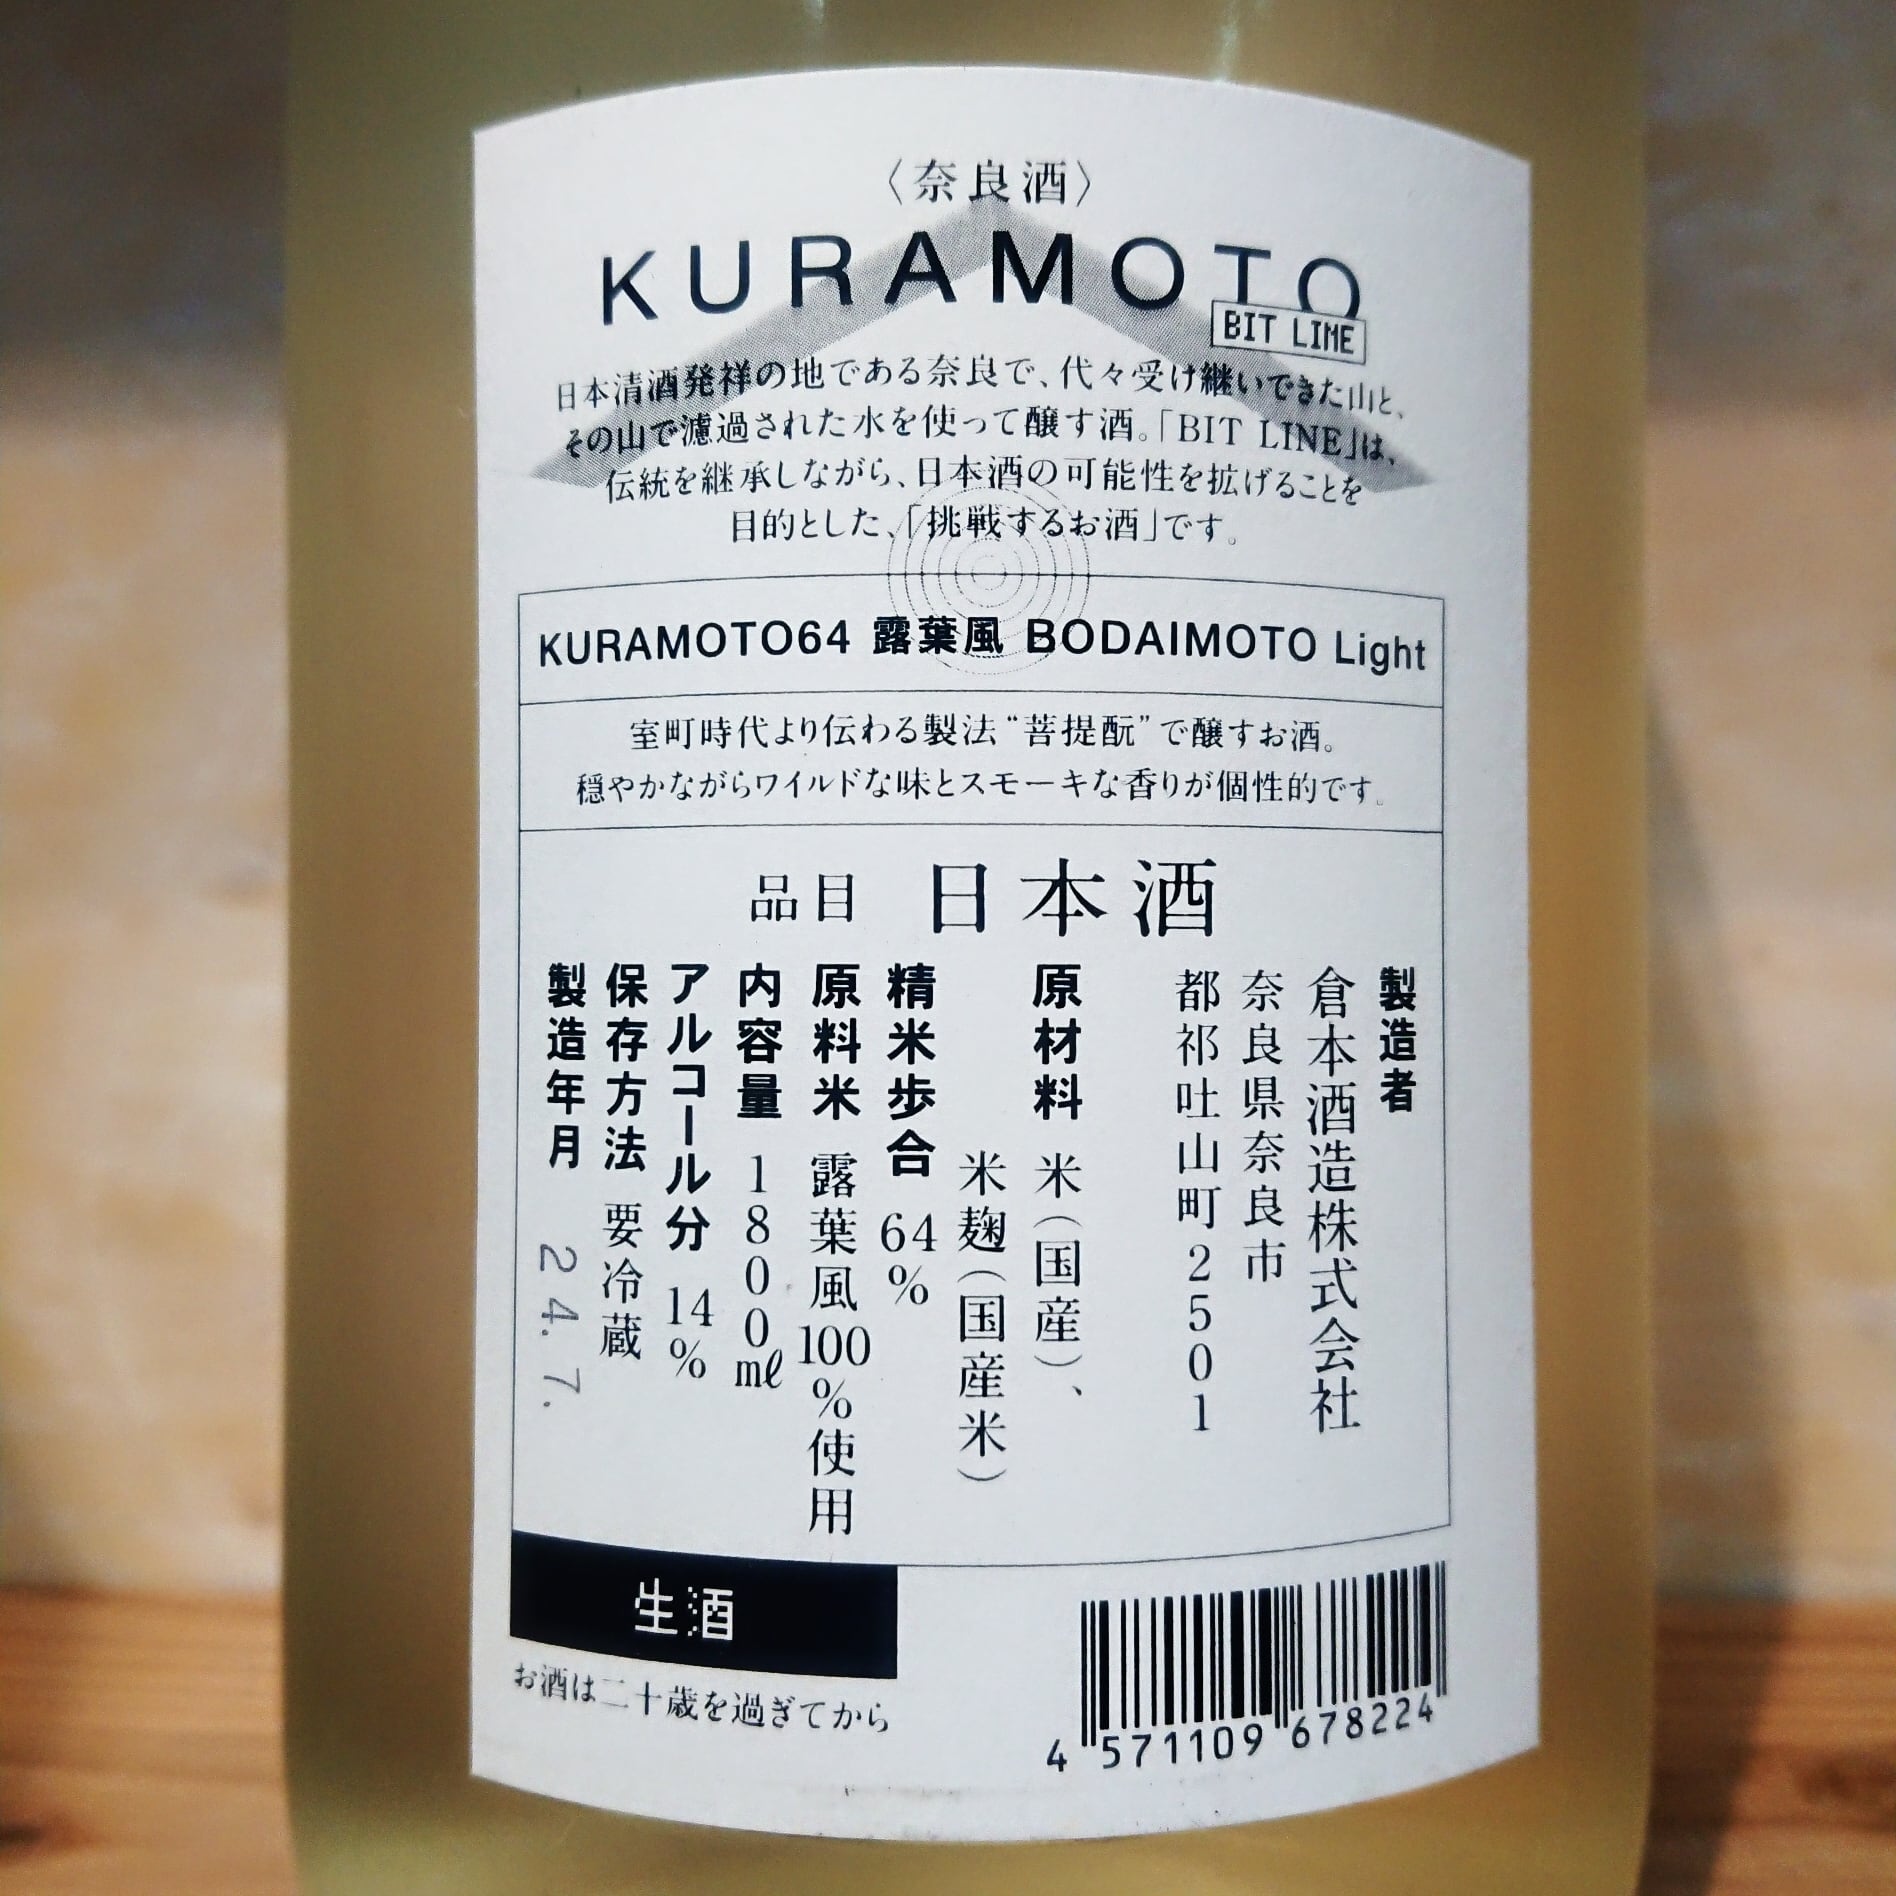 〈奈良酒〉
KURAMOTO
BIT LINE
日本清酒発祥の地である奈良で、代々受け継いできた山と、
その山で濾過された水を使って醸す酒。「BIT LINE」は、
伝統を継承しながら、日本酒の可能性を拡げることを
目的とした、「挑戦するお酒」です。
KURAMOTO64 露葉風 BODAIMOTO Light
室町時代より伝わる製法“菩提酛”で醸すお酒。
穏やかながらワイルドな味とスモーキな香りが個性的です。
品目 日本酒
製造者
倉本酒造株式会社
奈良県奈良市
都祁吐山町2501
原材料 米(国産)、
米麹(国産米)
精米歩合 64%
原料米 露葉風100%使用
内容量 1800mℓ
アルコール分 14%
保存方法 要冷蔵
製造年月 24.7.
生酒
お酒は二十歳を過ぎてから
4 571109 678224